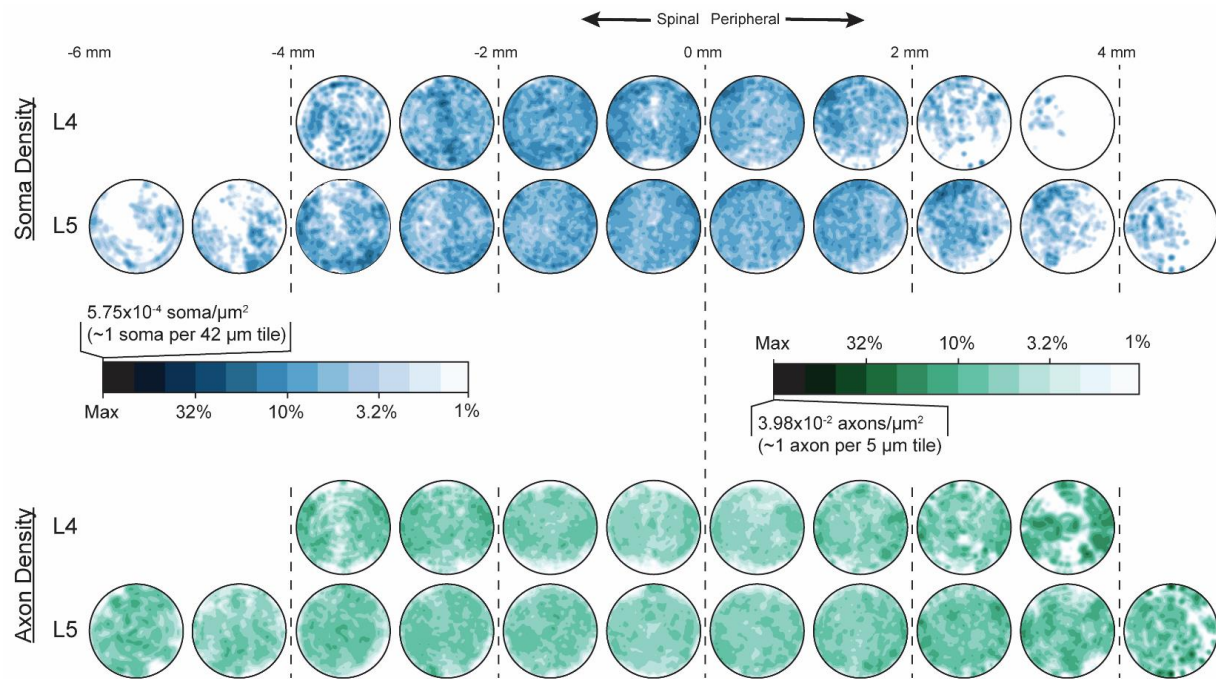 Spinal Peripheral
-6 mm -4 mm -2 mm 0 mm 2 mm 4 mm
Soma Density
L4
L5
5.75x10⁻⁴ soma/µm²
(~1 soma per 42 µm tile)
Max 32% 10% 3.2% 1%
Max 32% 10% 3.2% 1%
3.98x10⁻² axons/µm²
(~1 axon per 5 µm tile)
Axon Density
L4
L5